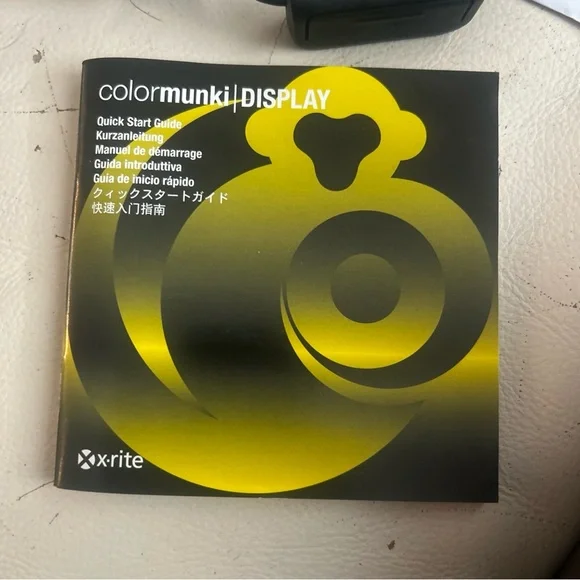 colormunki|DISPLAY
Quick Start Guide
Kurzanleitung
Manuel de démarrage
Guida introduttiva
Guía de inicio rápido
クィックスタートガイド
快速入门指南
x·rite